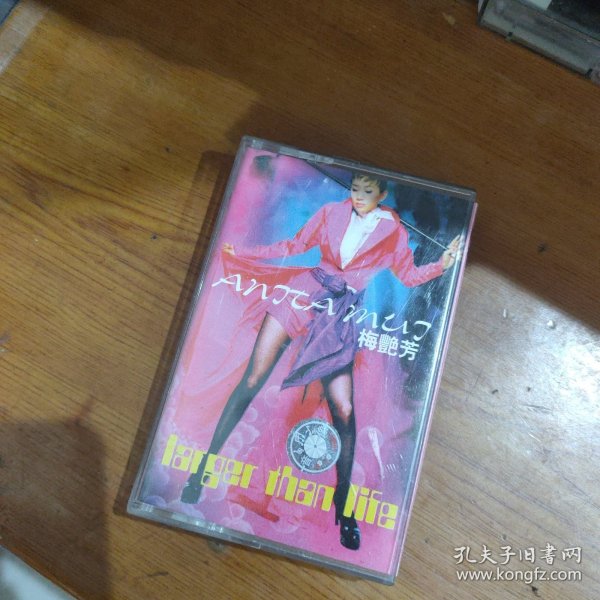 ANITA MUI
梅艷芳
larger than life
孔夫子旧书网
www.kongfz.com